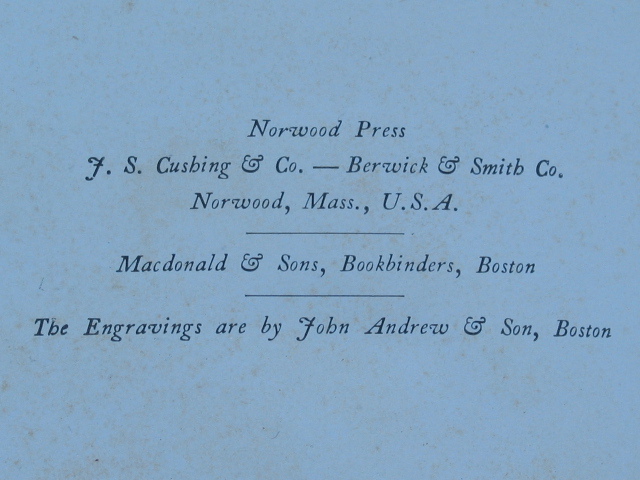 Norwood Press
J. S. Cushing & Co. — Berwick & Smith Co.
Norwood, Mass., U.S.A.
Macdonald & Sons, Bookbinders, Boston
The Engravings are by John Andrew & Son, Boston